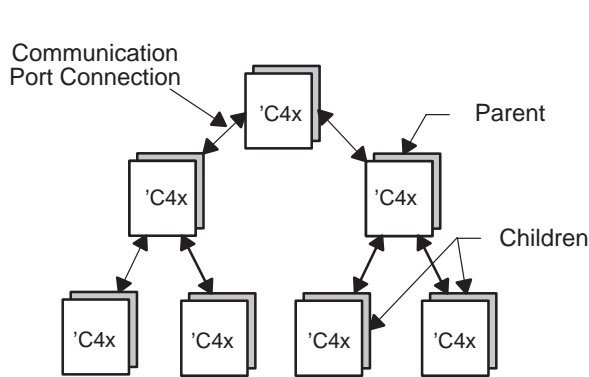 Communication
Port Connection
'C4x
Parent
'C4x
'C4x
Children
'C4x
'C4x
'C4x
'C4x